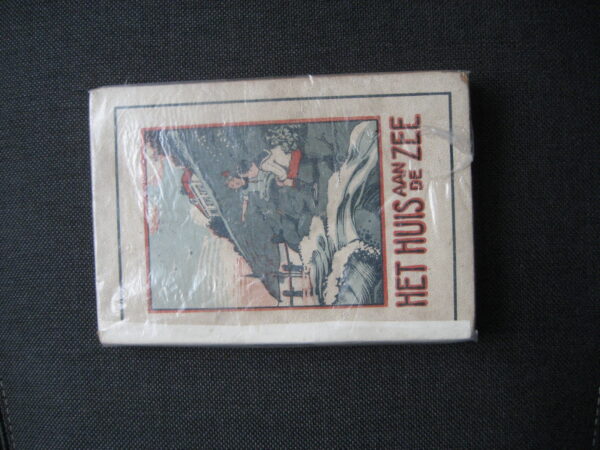 HET HUIS AAN DE ZEE